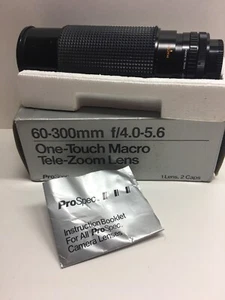 60-300mm f/4.0-5.6
One-Touch Macro
Tele-Zoom Lens
1 Lens, 2 Caps
ProSpec
Instruction Booklet
For All ProSpec
Camera Lenses